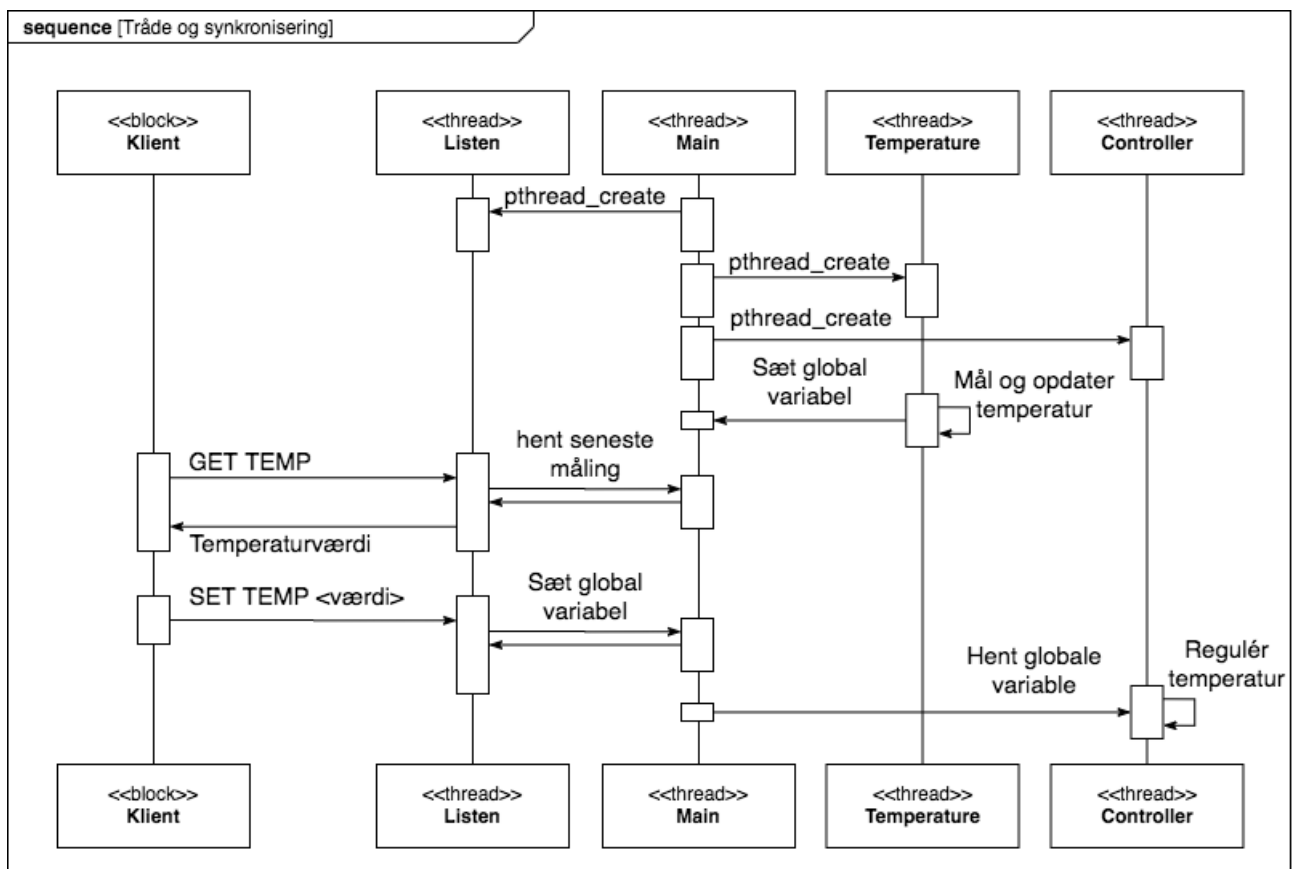 sequence [Tråde og synkronisering]
<<block>>
Klient
<<thread>>
Listen
<<thread>>
Main
<<thread>>
Temperature
<<thread>>
Controller
pthread_create
pthread_create
pthread_create
Sæt global
variabel
Mål og opdater
temperatur
hent seneste
måling
GET TEMP
Temperaturværdi
Sæt global
variabel
SET TEMP <værdi>
Hent globale
variable
Regulér
temperatur
<<block>>
Klient
<<thread>>
Listen
<<thread>>
Main
<<thread>>
Temperature
<<thread>>
Controller